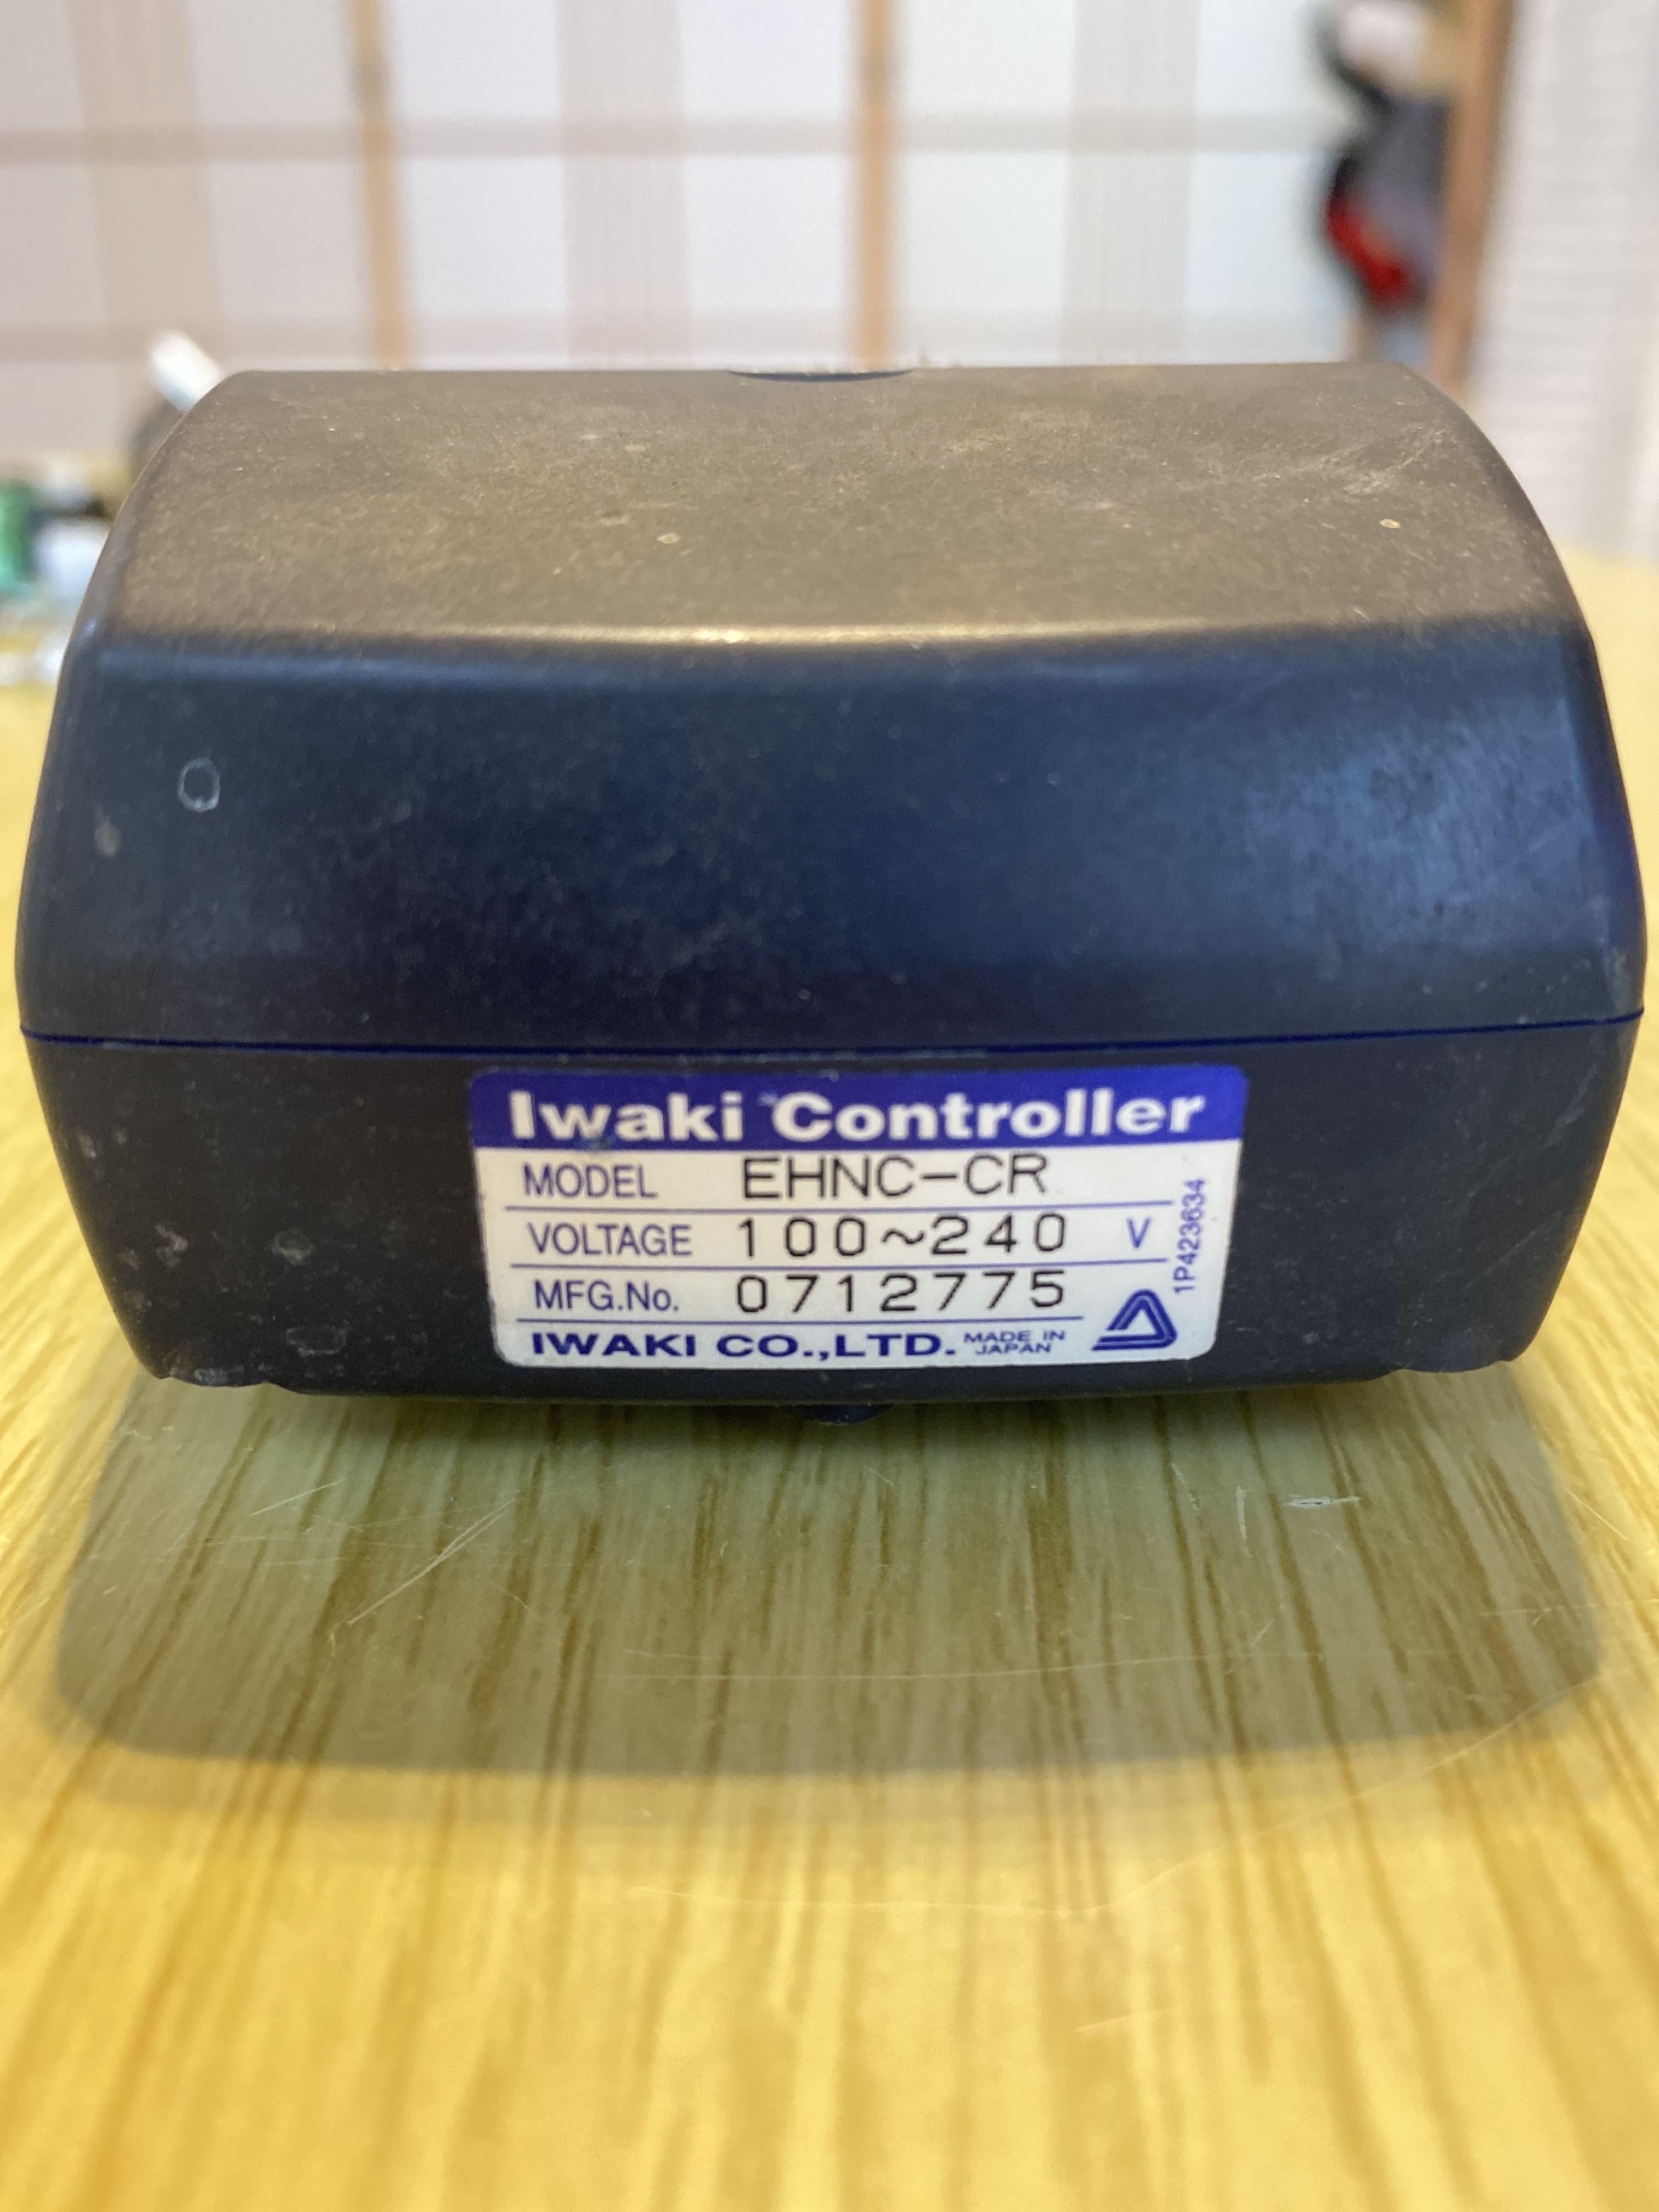 Iwaki Controller
MODEL EHNC-CR
VOLTAGE 100~240 V
MFG.No. 0712775
IWAKI CO.,LTD. MADE IN JAPAN
1P423634